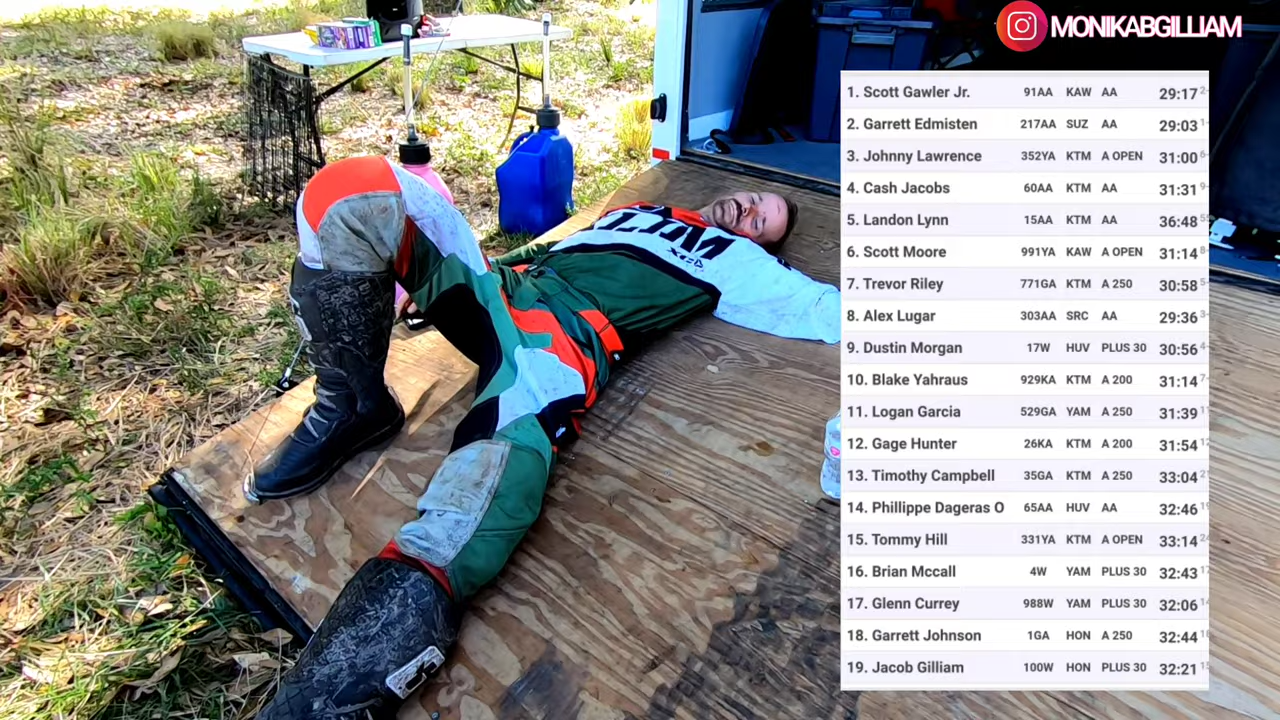 MONIKABGILLIAM
1. Scott Gawler Jr. 91AA KAW AA 29:17
2. Garrett Edmisten 217AA SUZ AA 29:03
3. Johnny Lawrence 352YA KTM A OPEN 31:00
4. Cash Jacobs 60AA KTM AA 31:31
5. Landon Lynn 15AA KTM AA 36:48
6. Scott Moore 991YA KAW A OPEN 31:14
7. Trevor Riley 771GA KTM A 250 30:58
8. Alex Lugar 303AA SRC AA 29:36
9. Dustin Morgan 17W HUV PLUS 30 30:56
10. Blake Yahraus 929KA KTM A 200 31:14
11. Logan Garcia 529GA YAM A 250 31:39
12. Gage Hunter 26KA KTM A 200 31:54
13. Timothy Campbell 35GA KTM A 250 33:04
14. Phillippe Dageras O 65AA HUV AA 32:46
15. Tommy Hill 331YA KTM A OPEN 33:14
16. Brian Mccall 4W YAM PLUS 30 32:43
17. Glenn Currey 988W YAM PLUS 30 32:06
18. Garrett Johnson 1GA HON A 250 32:44
19. Jacob Gilliam 100W HON PLUS 30 32:21